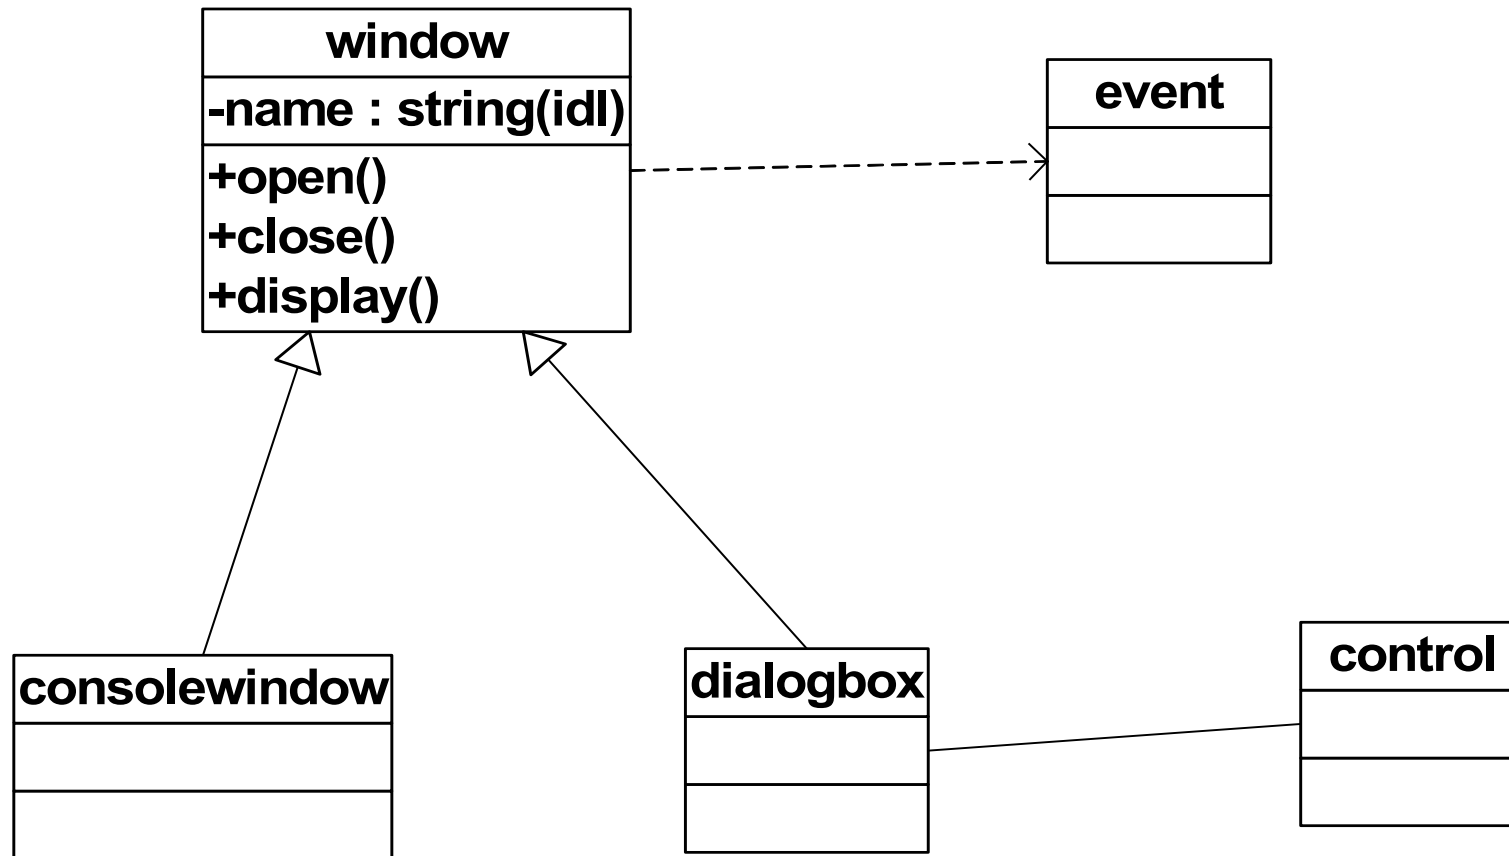 window
-name : string(idl)
+open()
+close()
+display()
event
consolewindow
dialogbox
control